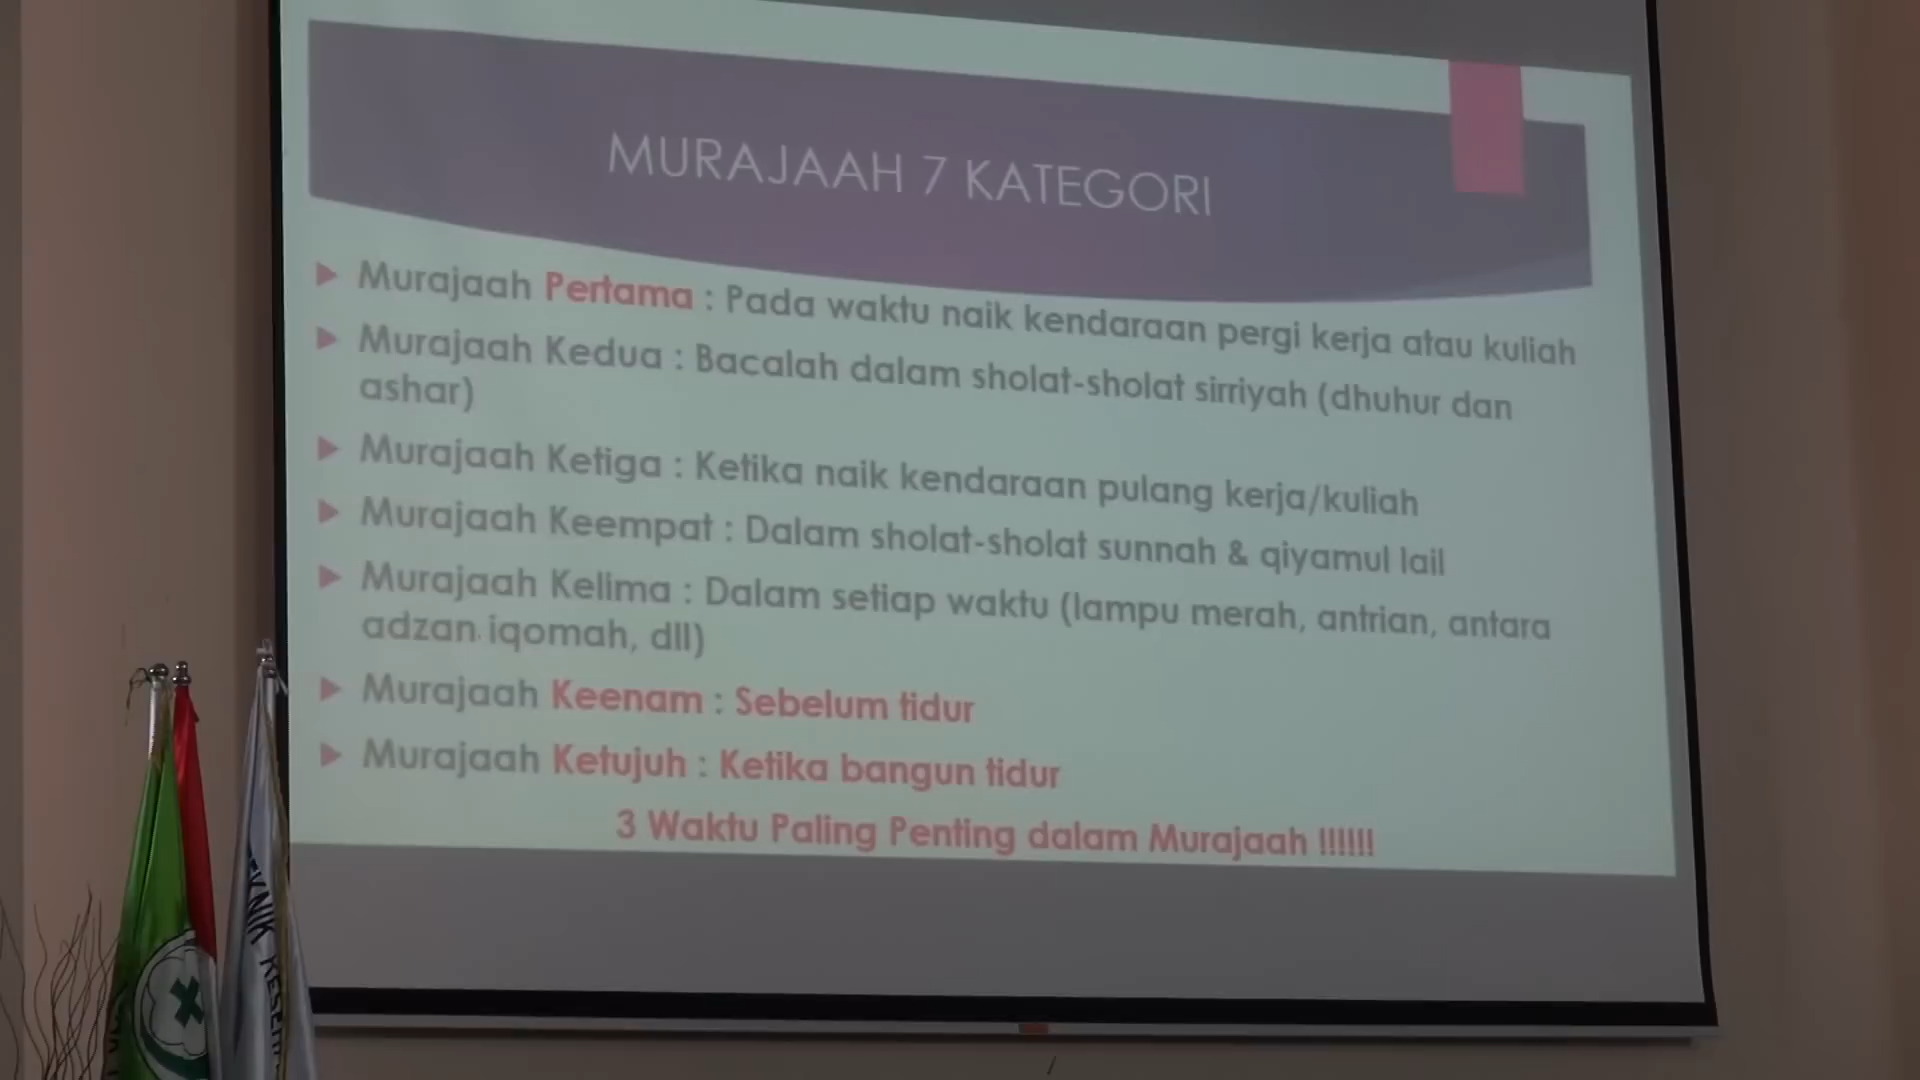 MURAJAAH 7 KATEGORI
Murajaah Pertama : Pada waktu naik kendaraan pergi kerja atau kuliah
Murajaah Kedua : Bacalah dalam sholat-sholat sirriyah (dhuhur dan
ashar)
Murajaah Ketiga : Ketika naik kendaraan pulang kerja/kuliah
Murajaah Keempat : Dalam sholat-sholat sunnah & qiyamul lail
Murajaah Kelima : Dalam setiap waktu (lampu merah, antrian, antara
adzan iqomah, dll)
Murajaah Keenam : Sebelum tidur
Murajaah Ketujuh : Ketika bangun tidur
3 Waktu Paling Penting dalam Murajaah !!!!!!